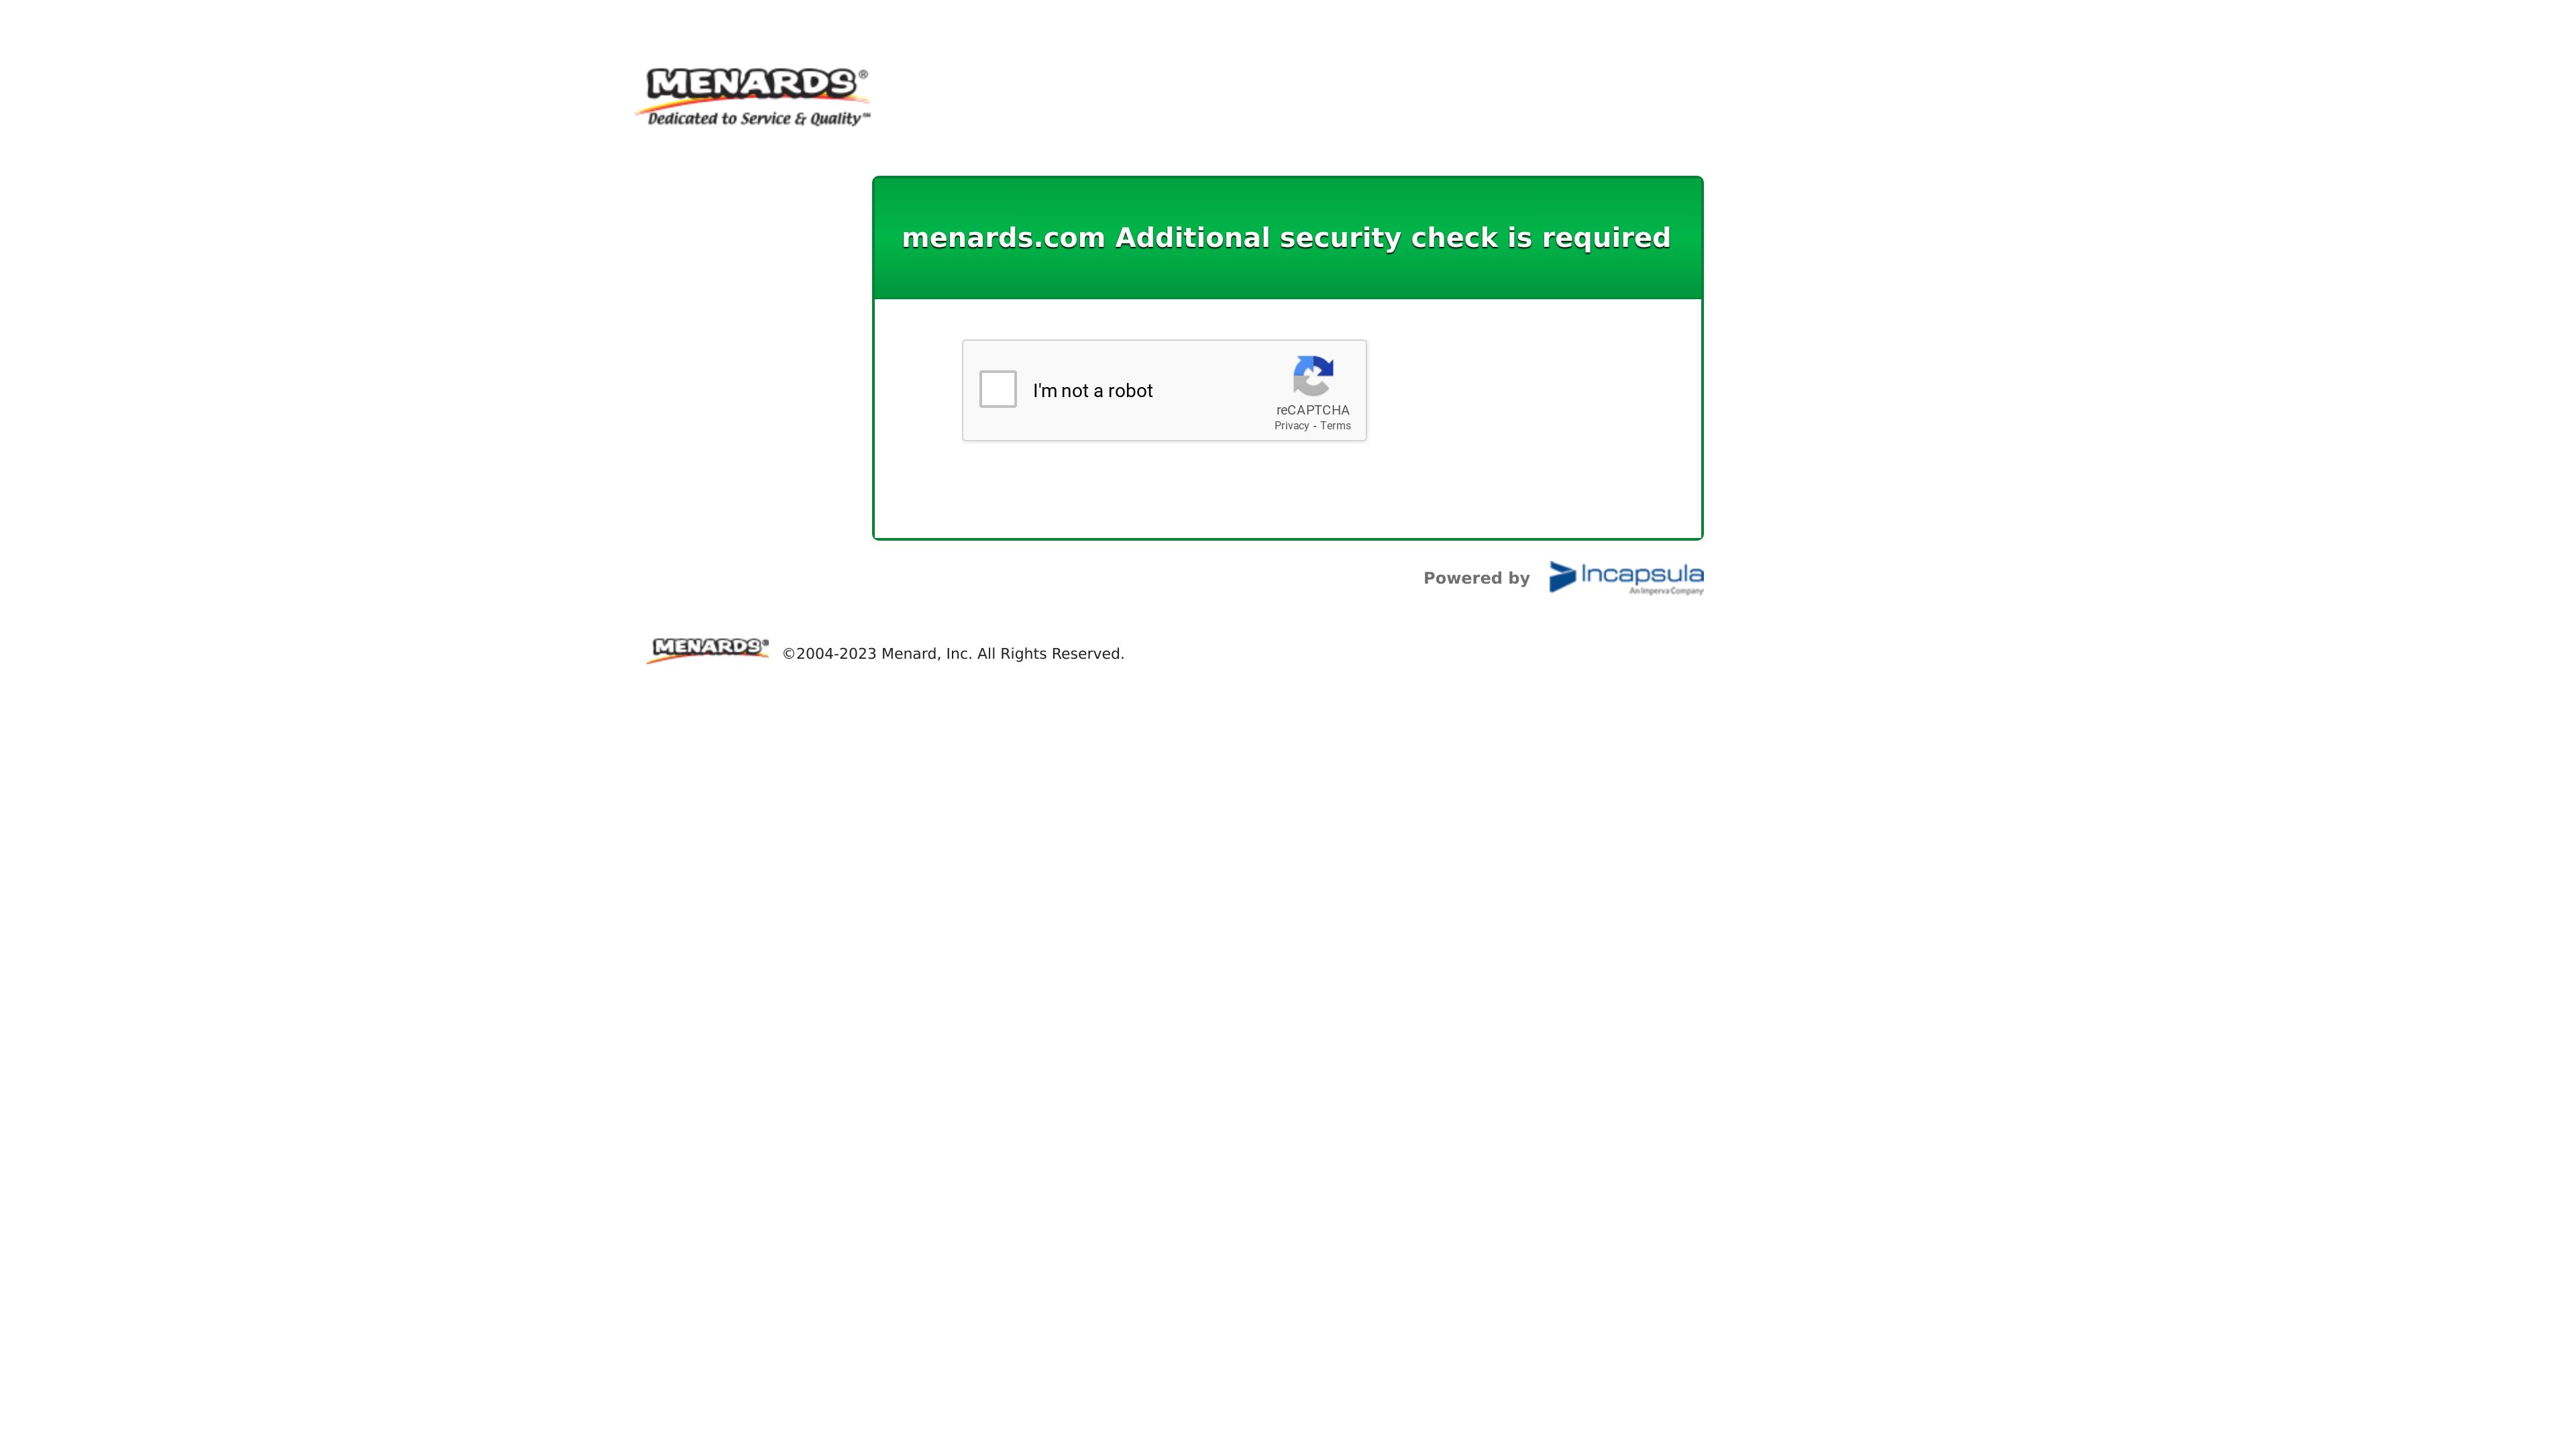 MENARDS®
Dedicated to Service & Quality℠
menards.com Additional security check is required
I'm not a robot
reCAPTCHA
Privacy - Terms
Powered by
Incapsula
An Imperva Company
MENARDS®
©2004-2023 Menard, Inc. All Rights Reserved.